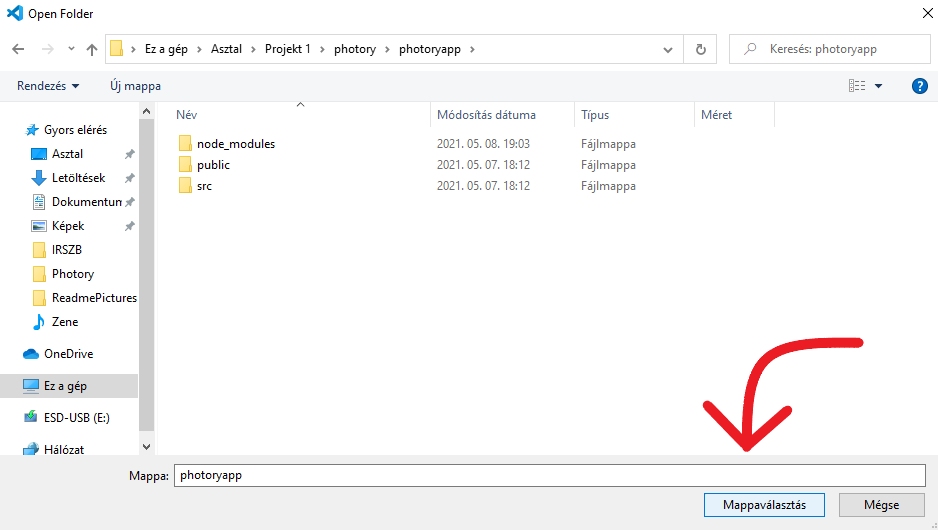 Open Folder
Ez a gép Asztal Projekt 1 photory photoryapp
Keresés: photoryapp
Rendezés Új mappa
?
Név Módosítás dátuma Típus Méret
node_modules 2021. 05. 08. 19:03 Fájlmappa
public 2021. 05. 07. 18:12 Fájlmappa
src 2021. 05. 07. 18:12 Fájlmappa
Gyors elérés
Asztal
Letöltések
Dokumentum
Képek
IRSZB
Photory
ReadmePictures
Zene
OneDrive
Ez a gép
ESD-USB (E:)
Hálózat
Mappa: photoryapp
Mappaválasztás Mégse